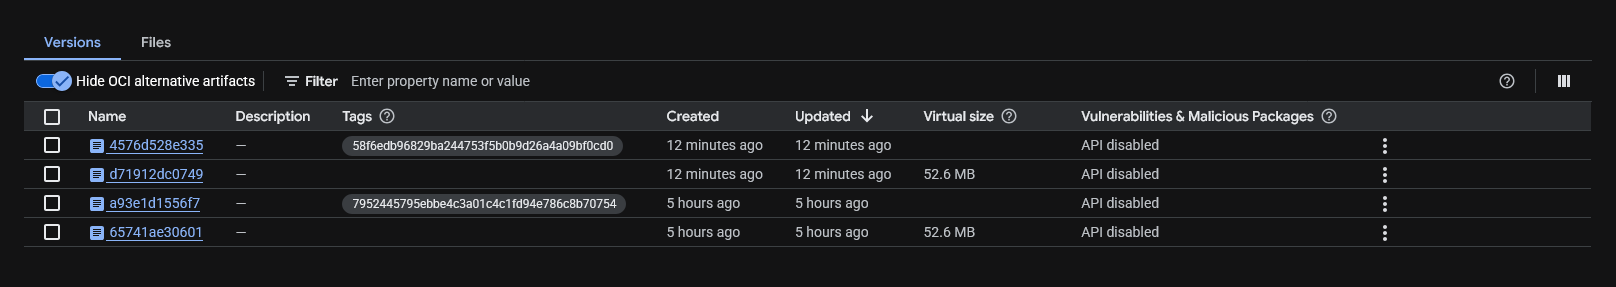 Versions Files
Hide OCI alternative artifacts Filter Enter property name or value
Name Description Tags Created Updated Virtual size Vulnerabilities & Malicious Packages
4576d528e335 — 58f6edb96829ba244753f5b0b9d26a4a09bf0cd0 12 minutes ago 12 minutes ago API disabled
d71912dc0749 — 12 minutes ago 12 minutes ago 52.6 MB API disabled
a93e1d1556f7 — 7952445795ebbe4c3a01c4c1fd94e786c8b70754 5 hours ago 5 hours ago API disabled
65741ae30601 — 5 hours ago 5 hours ago 52.6 MB API disabled